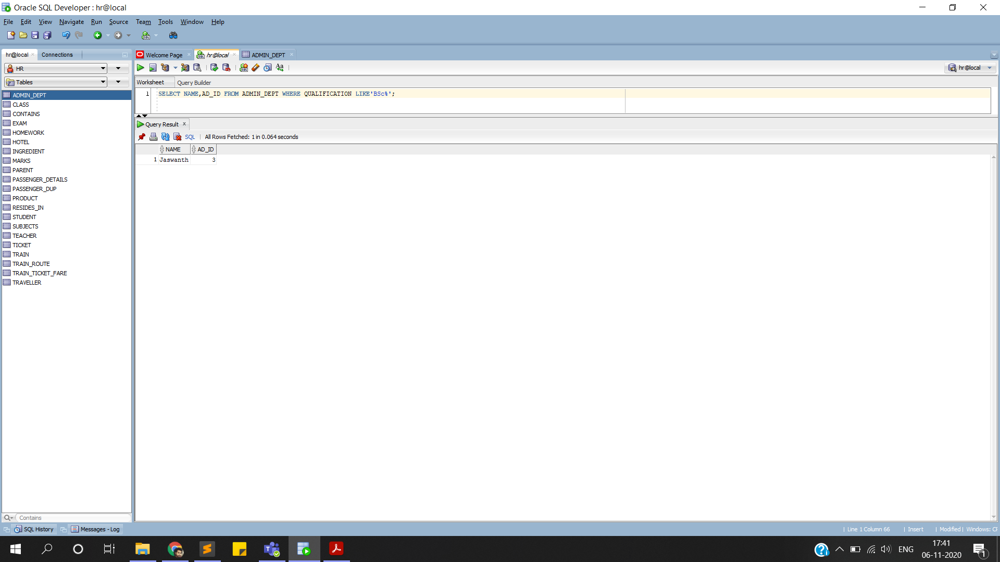 Oracle SQL Developer : hr@local
File Edit View Navigate Run Source Team Tools Window Help
hr@local Connections
Welcome Page hr@local ADMIN_DEPT
HR
hr@local
Tables
Worksheet Query Builder
1 SELECT NAME,AD_ID FROM ADMIN_DEPT WHERE QUALIFICATION LIKE'BSc%';
ADMIN_DEPT
CLASS
CONTAINS
EXAM
HOMEWORK
HOTEL
INGREDIENT
MARKS
PARENT
PASSENGER_DETAILS
PASSENGER_DUP
PRODUCT
RESIDES_IN
STUDENT
SUBJECTS
TEACHER
TICKET
TRAIN
TRAIN_ROUTE
TRAIN_TICKET_FARE
TRAVELLER
Query Result
SQL | All Rows Fetched: 1 in 0.064 seconds
NAME AD_ID
1 Jaswanth 3
Contains
SQL History Messages - Log
| Line 1 Column 66 | Insert | Modified | Windows: CF
ENG
17:41
06-11-2020
1